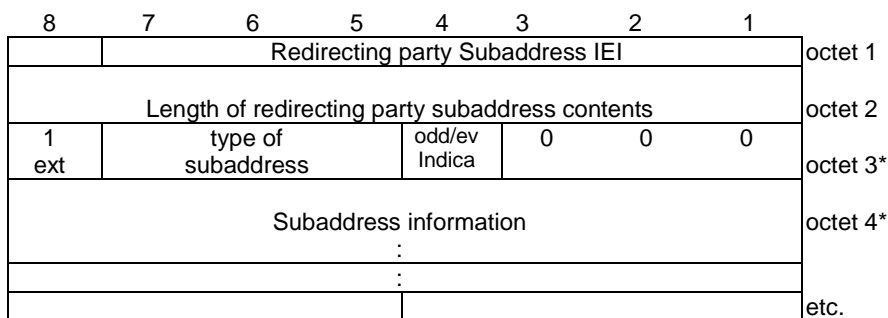 8 7 6 5 4 3 2 1
Redirecting party Subaddress IEI octet 1
Length of redirecting party subaddress contents octet 2
1 type of odd/ev 0 0 0
ext subaddress Indica octet 3*
Subaddress information octet 4*
:
:
etc.